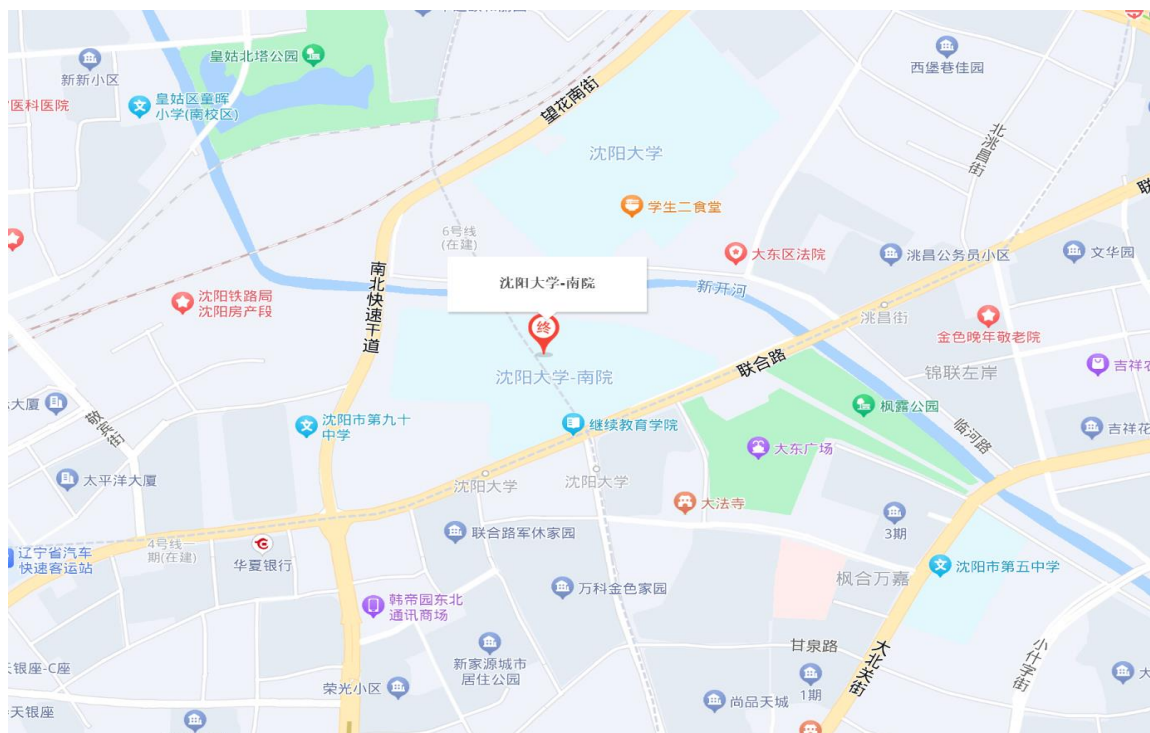 皇姑北塔公园
新新小区
医科医院
皇姑区童晖
小学(南校区)
望花南街
西堡巷佳园
北洮昌街
沈阳大学
学生二食堂
6号线
(在建)
大东区法院
洮昌公务员小区
文华园
南北快速干道
沈阳铁路局
沈阳房产段
沈阳大学-南院
新开河
洮昌街
金色晚年敬老院
终
联合路
锦联左岸
沈阳大学-南院
枫露公园
临河路
大厦
敬宾街
沈阳市第九十
中学
继续教育学院
大东广场
吉祥花
太平洋大厦
沈阳大学
沈阳大学
大法寺
3期
联合路军休家园
4号线一
期(在建)
辽宁省汽车
快速客运站
华夏银行
万科金色家园
枫合万嘉
沈阳市第五中学
韩帝园东北
通讯商场
甘泉路
大北关街
小什字街
银座-C座
新家源城市
居住公园
荣光小区
尚品天城
1期
天银座